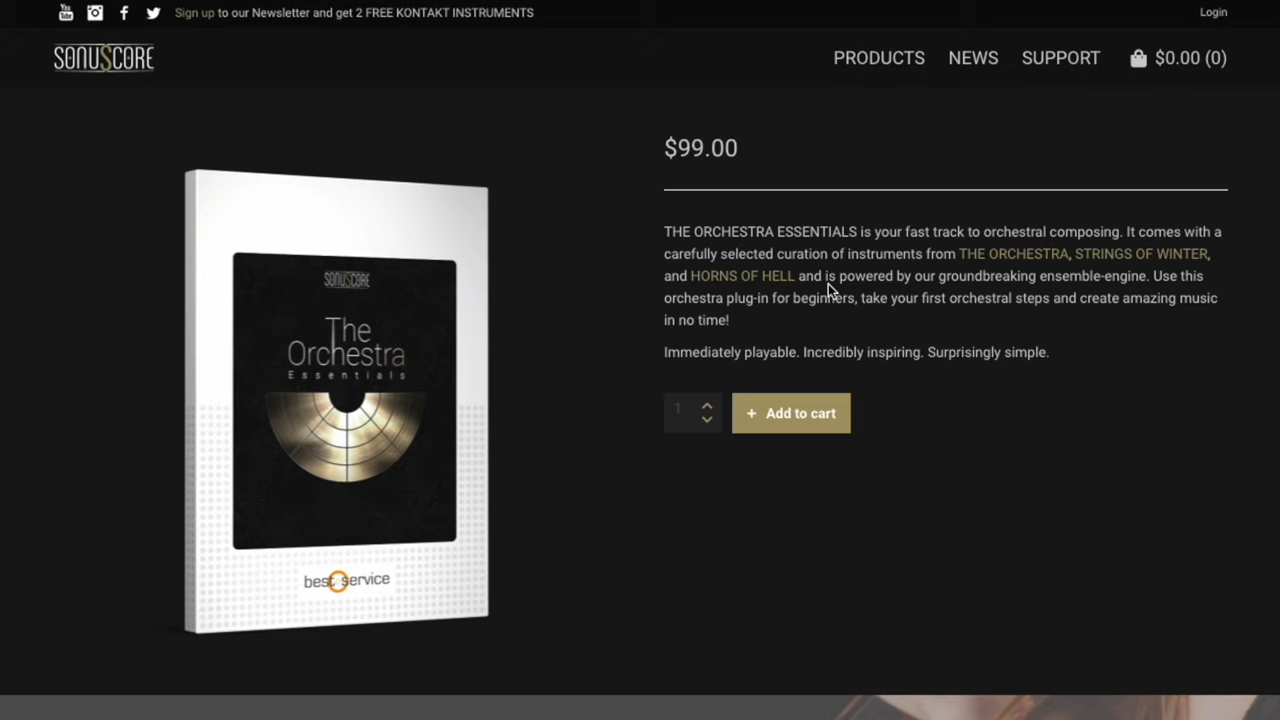 You Tube
Sign up to our Newsletter and get 2 FREE KONTAKT INSTRUMENTS
Login
SONUSCORE
PRODUCTS NEWS SUPPORT $0.00 (0)
$99.00
THE ORCHESTRA ESSENTIALS is your fast track to orchestral composing. It comes with a
carefully selected curation of instruments from THE ORCHESTRA, STRINGS OF WINTER,
and HORNS OF HELL and is powered by our groundbreaking ensemble-engine. Use this
orchestra plug-in for beginners, take your first orchestral steps and create amazing music
in no time!
Immediately playable. Incredibly inspiring. Surprisingly simple.
1
+ Add to cart
SONUSCORE
The
Orchestra
Essentials
best service